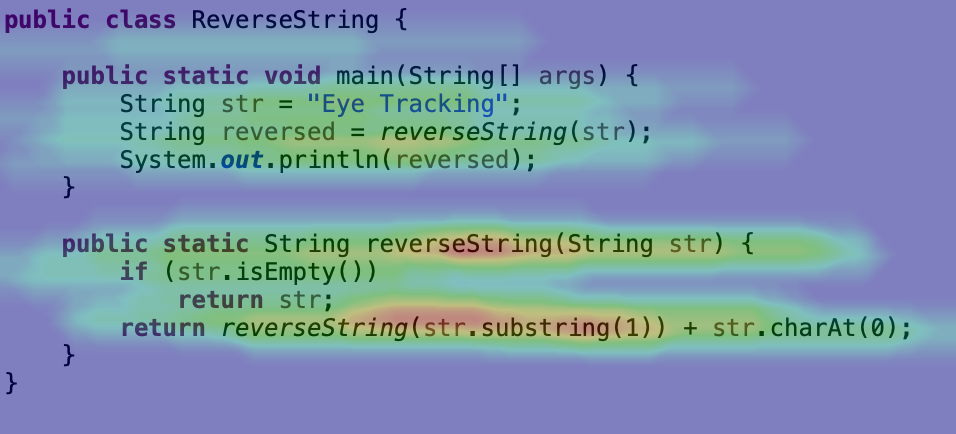 public class ReverseString {
public static void main(String[] args) {
String str = "Eye Tracking";
String reversed = reverseString(str);
System.out.println(reversed);
}
public static String reverseString(String str) {
if (str.isEmpty())
return str;
return reverseString(str.substring(1)) + str.charAt(0);
}
}